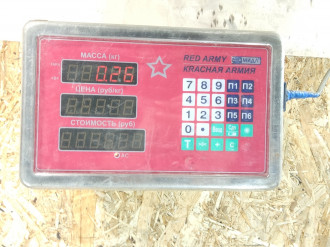 МАССА (кг)
0.26
ЦЕНА (руб/кг)
СТОИМОСТЬ (руб)
RED ARMY
КРАСНАЯ АРМИЯ
7 8 9 П1 П2
4 5 6 П3 П4
1 2 3 П5 П6
0 •
T → + C